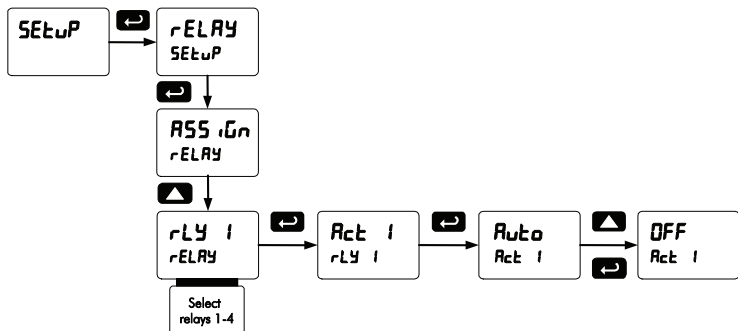 SEtuP
rELAY
SEtuP
ASSiGn
rELAY
rLY 1
rELAY
Act 1
rLY 1
Auto
Act 1
OFF
Act 1
Select
relays 1-4